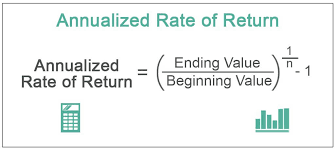 Annualized Rate of Return
Annualized
Rate of Return = (Ending Value / Beginning Value)^(1/n) - 1